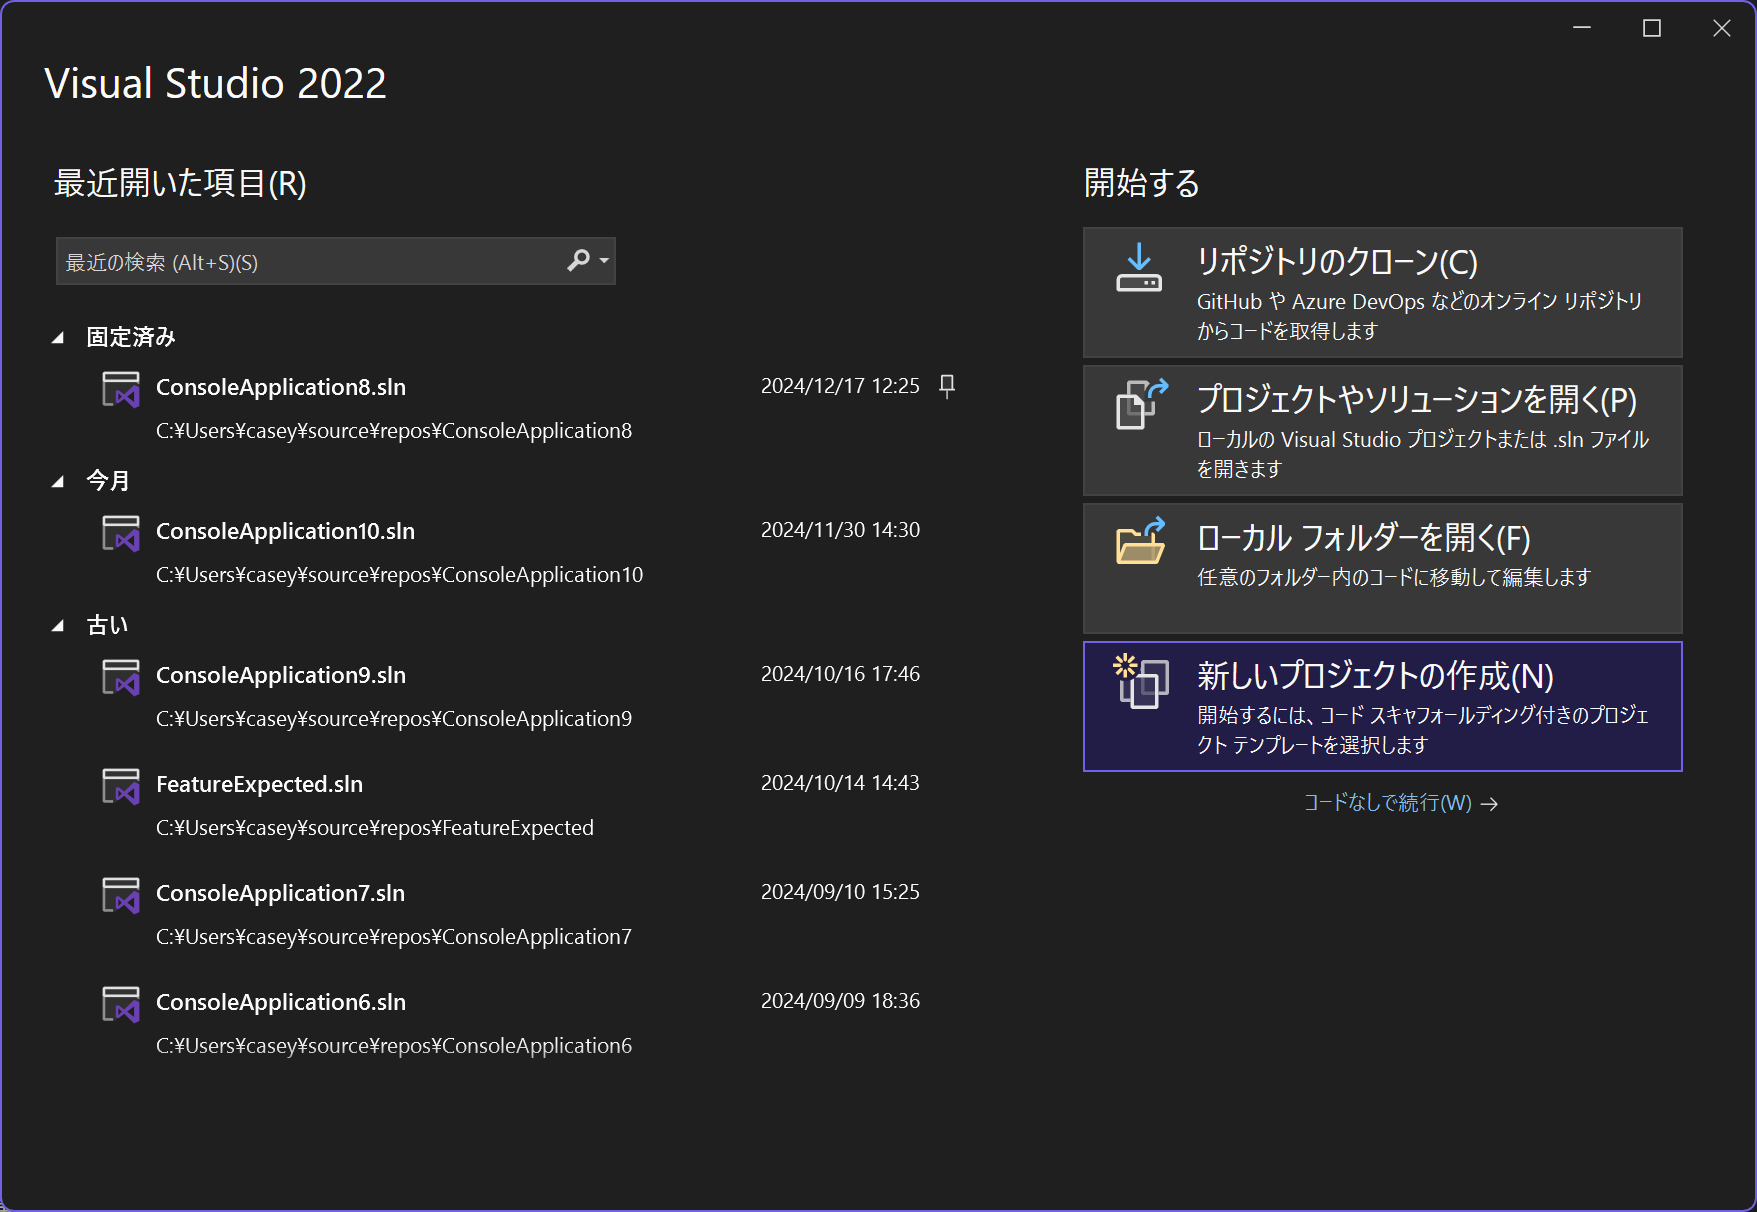 Visual Studio 2022
最近開いた項目(R)
最近の検索 (Alt+S)(S)
固定済み
ConsoleApplication8.sln 2024/12/17 12:25
C:¥Users¥casey¥source¥repos¥ConsoleApplication8
今月
ConsoleApplication10.sln 2024/11/30 14:30
C:¥Users¥casey¥source¥repos¥ConsoleApplication10
古い
ConsoleApplication9.sln 2024/10/16 17:46
C:¥Users¥casey¥source¥repos¥ConsoleApplication9
FeatureExpected.sln 2024/10/14 14:43
C:¥Users¥casey¥source¥repos¥FeatureExpected
ConsoleApplication7.sln 2024/09/10 15:25
C:¥Users¥casey¥source¥repos¥ConsoleApplication7
ConsoleApplication6.sln 2024/09/09 18:36
C:¥Users¥casey¥source¥repos¥ConsoleApplication6
開始する
リポジトリのクローン(C)
GitHub や Azure DevOps などのオンライン リポジトリ
からコードを取得します
プロジェクトやソリューションを開く(P)
ローカルの Visual Studio プロジェクトまたは .sln ファイル
を開きます
ローカル フォルダーを開く(F)
任意のフォルダー内のコードに移動して編集します
新しいプロジェクトの作成(N)
開始するには、コード スキャフォールディング付きのプロジェ
クト テンプレートを選択します
コードなしで続行(W) →